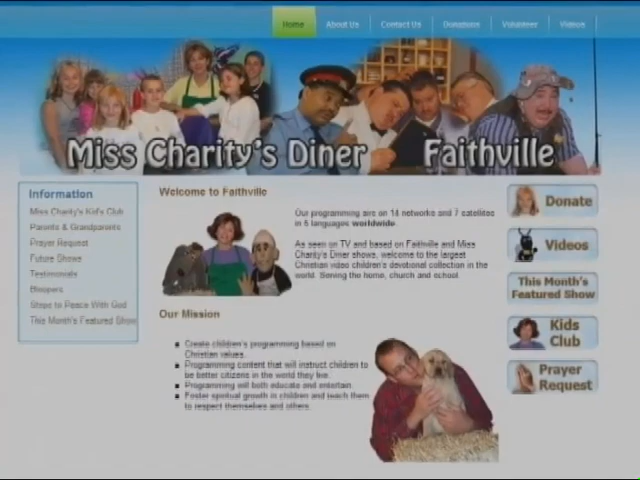 Home About Us Contact Us Donations Volunteer Videos
Miss Charity's Diner Faithville
Information
Miss Charity's Kid's Club
Parents & Grandparents
Prayer Request
Future Shows
Testimonials
Bloopers
Steps to Peace With God
This Month's Featured Show
Welcome to Faithville
Our programming airs on 14 networks and 7 satellites
in 5 languages worldwide.
As seen on TV and based on Faithville and Miss
Charity's Diner shows, welcome to the largest
Christian video children's devotional collection in the
world. Serving the home, church and school
Our Mission
Create children's programming based on
Christian values.
Programming content that will instruct children to
be better citizens in the world they live.
Programming will both educate and entertain.
Foster spiritual growth in children and teach them
to respect themselves and others.
Donate
Videos
This Month's
Featured Show
Kids
Club
Prayer
Request